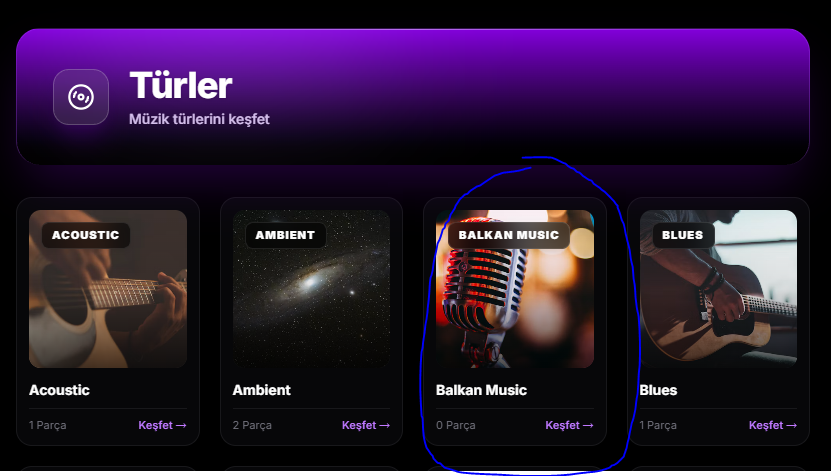 Türler
Müzik türlerini keşfet
ACOUSTIC
AMBIENT
BALKAN MUSIC
BLUES
Acoustic
Ambient
Balkan Music
Blues
1 Parça
Keşfet →
2 Parça
Keşfet →
0 Parça
Keşfet →
1 Parça
Keşfet →